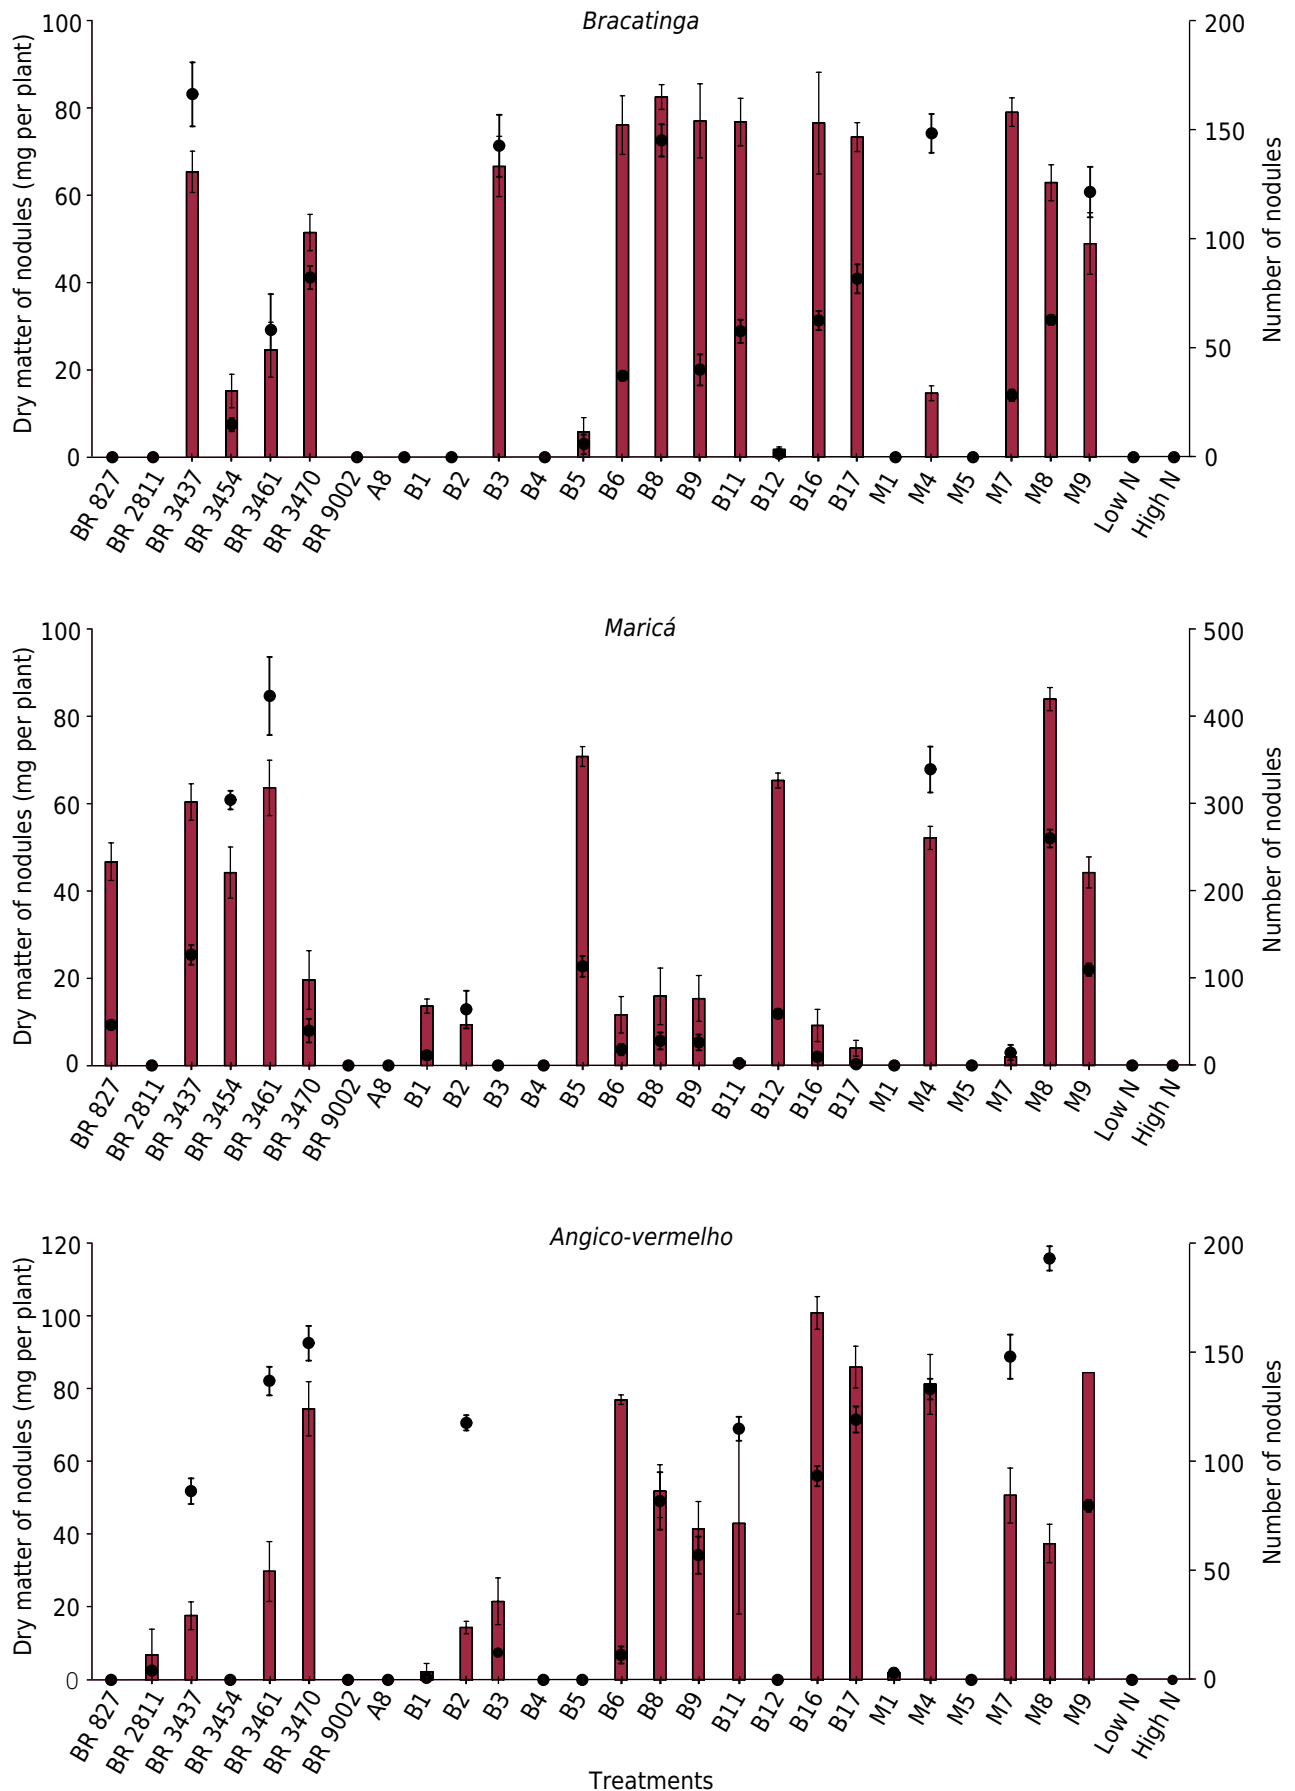 Bracatinga
Dry matter of nodules (mg per plant)
100
80
60
40
20
0
200
150
100
50
0
Number of nodules
BR 827
BR 2811
BR 3437
BR 3454
BR 3461
BR 3470
BR 9002
A8
B1
B2
B3
B4
B5
B6
B8
B9
B11
B12
B16
B17
M1
M4
M5
M7
M8
M9
Low N
High N
Maricá
Dry matter of nodules (mg per plant)
100
80
60
40
20
0
500
400
300
200
100
0
Number of nodules
BR 827
BR 2811
BR 3437
BR 3454
BR 3461
BR 3470
BR 9002
A8
B1
B2
B3
B4
B5
B6
B8
B9
B11
B12
B16
B17
M1
M4
M5
M7
M8
M9
Low N
High N
Angico-vermelho
Dry matter of nodules (mg per plant)
120
100
80
60
40
20
0
200
150
100
50
0
Number of nodules
BR 827
BR 2811
BR 3437
BR 3454
BR 3461
BR 3470
BR 9002
A8
B1
B2
B3
B4
B5
B6
B8
B9
B11
B12
B16
B17
M1
M4
M5
M7
M8
M9
Low N
High N
Treatments